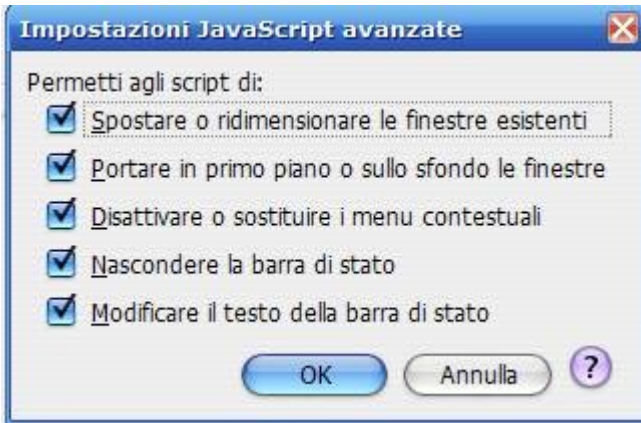 Impostazioni JavaScript avanzate
Permetti agli script di:
Spostare o ridimensionare le finestre esistenti
Portare in primo piano o sullo sfondo le finestre
Disattivare o sostituire i menu contestuali
Nascondere la barra di stato
Modificare il testo della barra di stato
OK Annulla ?